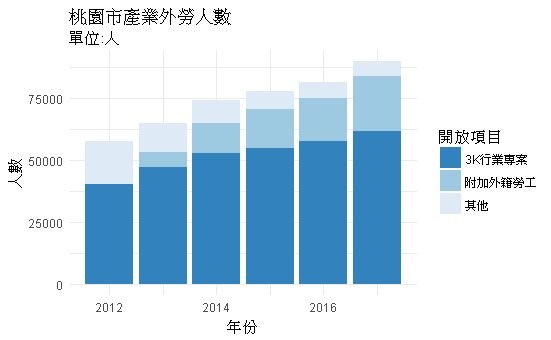 桃園市產業外勞人數
單位:人
人數
75000
50000
25000
0
2012
2014
2016
年份
開放項目
3K行業專案
附加外籍勞工
其他